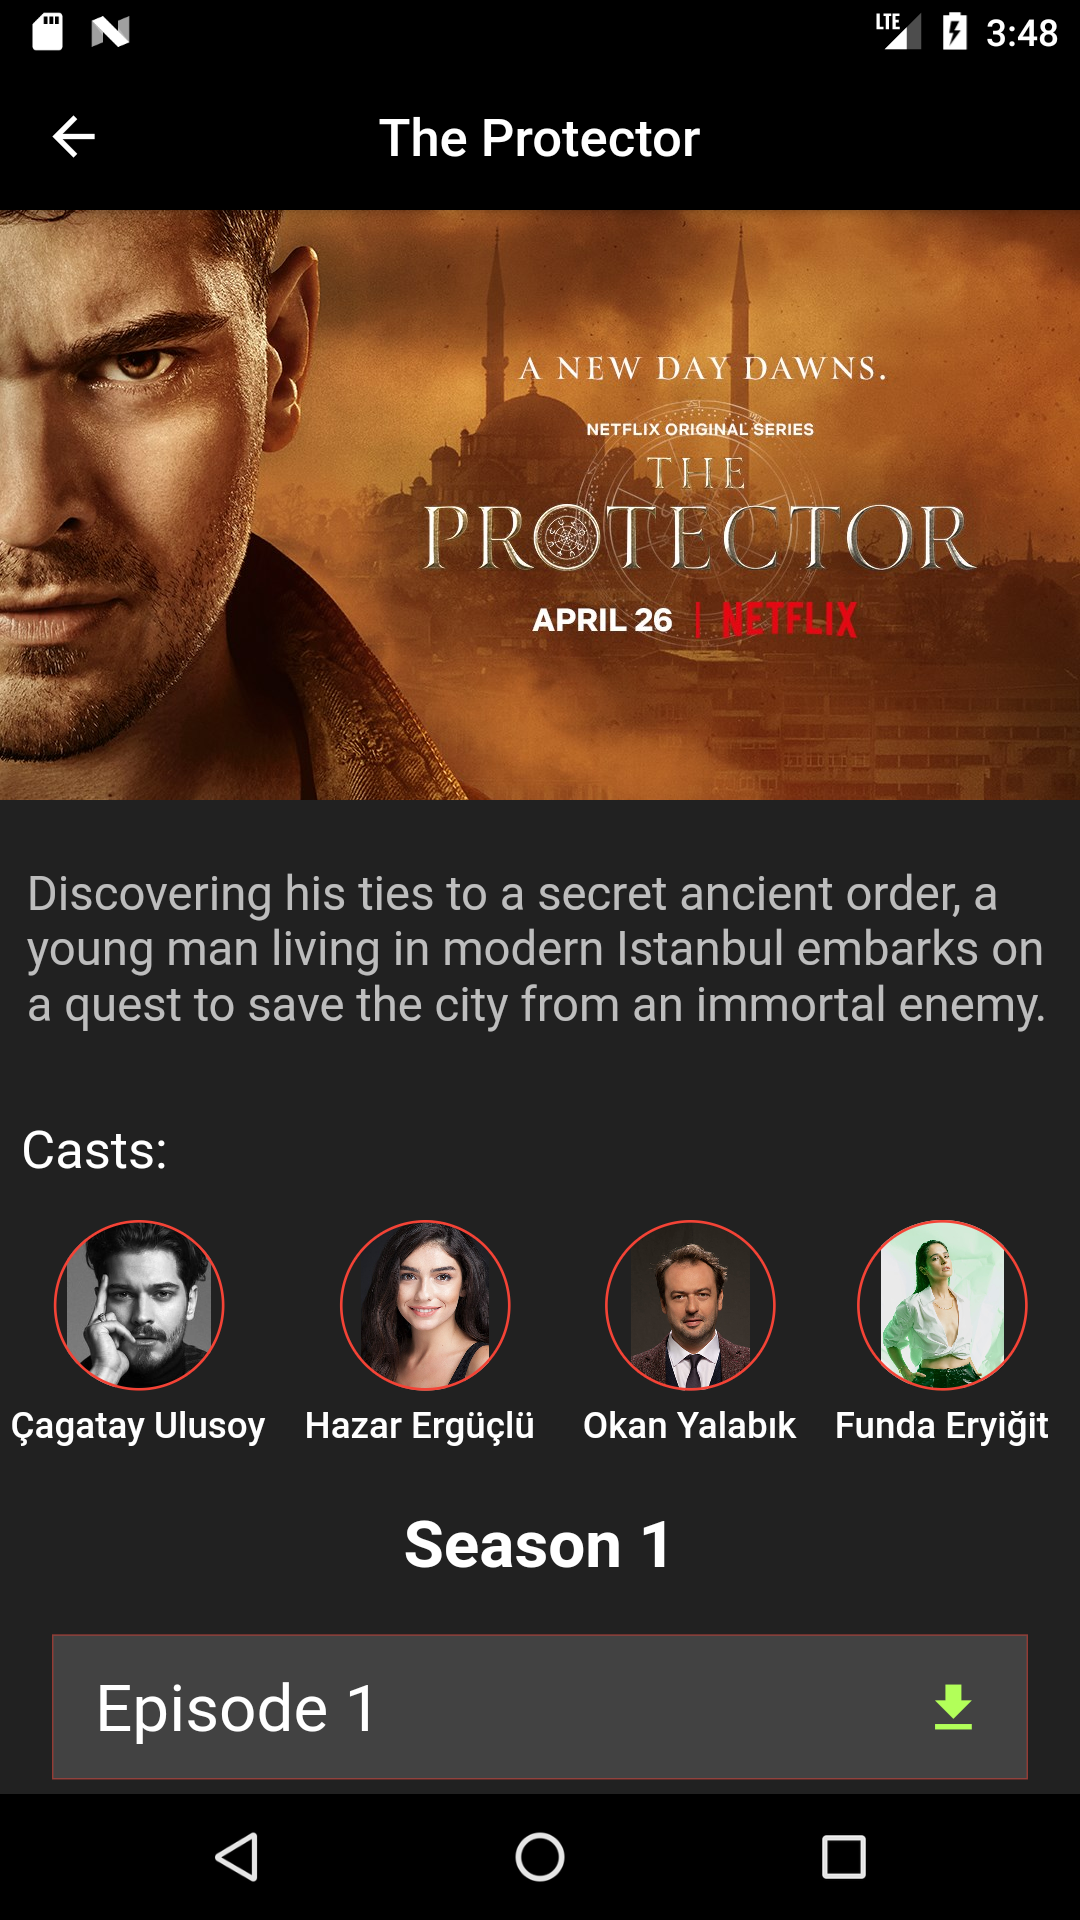 LTE 3:48
The Protector
A NEW DAY DAWNS.
NETFLIX ORIGINAL SERIES
THE
PROTECTOR
APRIL 26 | NETFLIX
Discovering his ties to a secret ancient order, a
young man living in modern Istanbul embarks on
a quest to save the city from an immortal enemy.
Casts:
Çagatay Ulusoy Hazar Ergüçlü Okan Yalabık Funda Eryiğit
Season 1
Episode 1